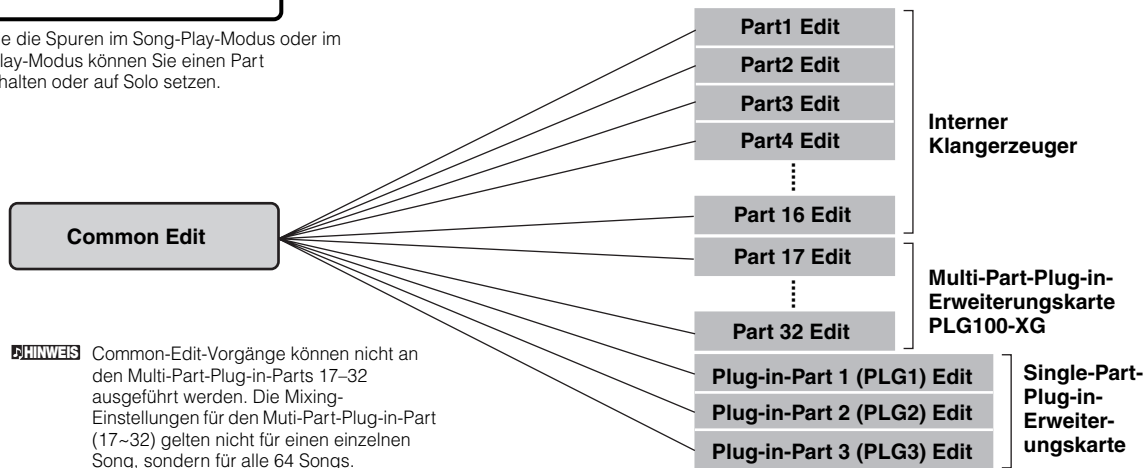 die Spuren im Song-Play-Modus oder im
Play-Modus können Sie einen Part
halten oder auf Solo setzen.
Common Edit
HINWEIS Common-Edit-Vorgänge können nicht an
den Multi-Part-Plug-in-Parts 17–32
ausgeführt werden. Die Mixing-
Einstellungen für den Muti-Part-Plug-in-Part
(17~32) gelten nicht für einen einzelnen
Song, sondern für alle 64 Songs.
Part1 Edit
Part2 Edit
Part3 Edit
Part4 Edit
Part 16 Edit
Part 17 Edit
Part 32 Edit
Plug-in-Part 1 (PLG1) Edit
Plug-in-Part 2 (PLG2) Edit
Plug-in-Part 3 (PLG3) Edit
Interner
Klangerzeuger
Multi-Part-Plug-in-
Erweiterungskarte
PLG100-XG
Single-Part-
Plug-in-
Erweiter-
ungskarte